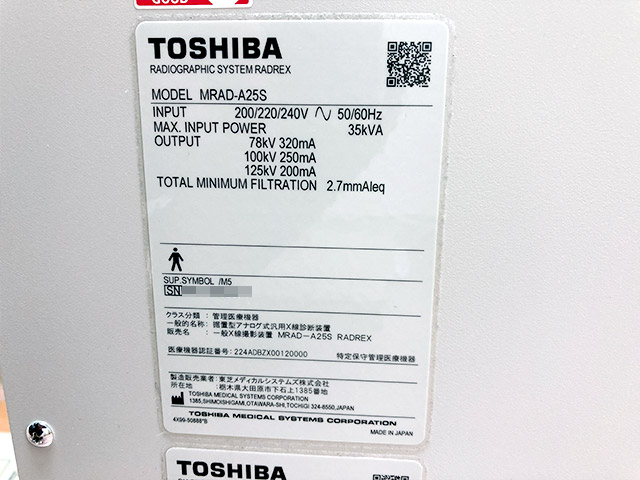 GOOD
TOSHIBA
RADIOGRAPHIC SYSTEM RADREX
MODEL MRAD-A25S
INPUT 200/220/240V 50/60Hz
MAX. INPUT POWER 35kVA
OUTPUT 78kV 320mA
100kV 250mA
125kV 200mA
TOTAL MINIMUM FILTRATION 2.7mmAleq
SUP.SYMBOL /M5
SN
クラス分類 : 管理医療機器
一般的名称: 据置型アナログ式汎用X線診断装置
販売名 : 一般X線撮影装置 MRAD-A25S RADREX
医療機器認証番号: 224ADBZX00120000 特定保守管理医療機器
製造販売業者:東芝メディカルシステムズ株式会社
所在地 :栃木県大田原市下石上1385番地
TOSHIBA MEDICAL SYSTEMS CORPORATION
1385,SHIMOISHIGAMI,OTAWARA-SHI,TOCHIGI 324-8550,JAPAN
TOSHIBA MEDICAL SYSTEMS CORPORATION
4X99-50888*B MADE IN JAPAN
TOSHIBA